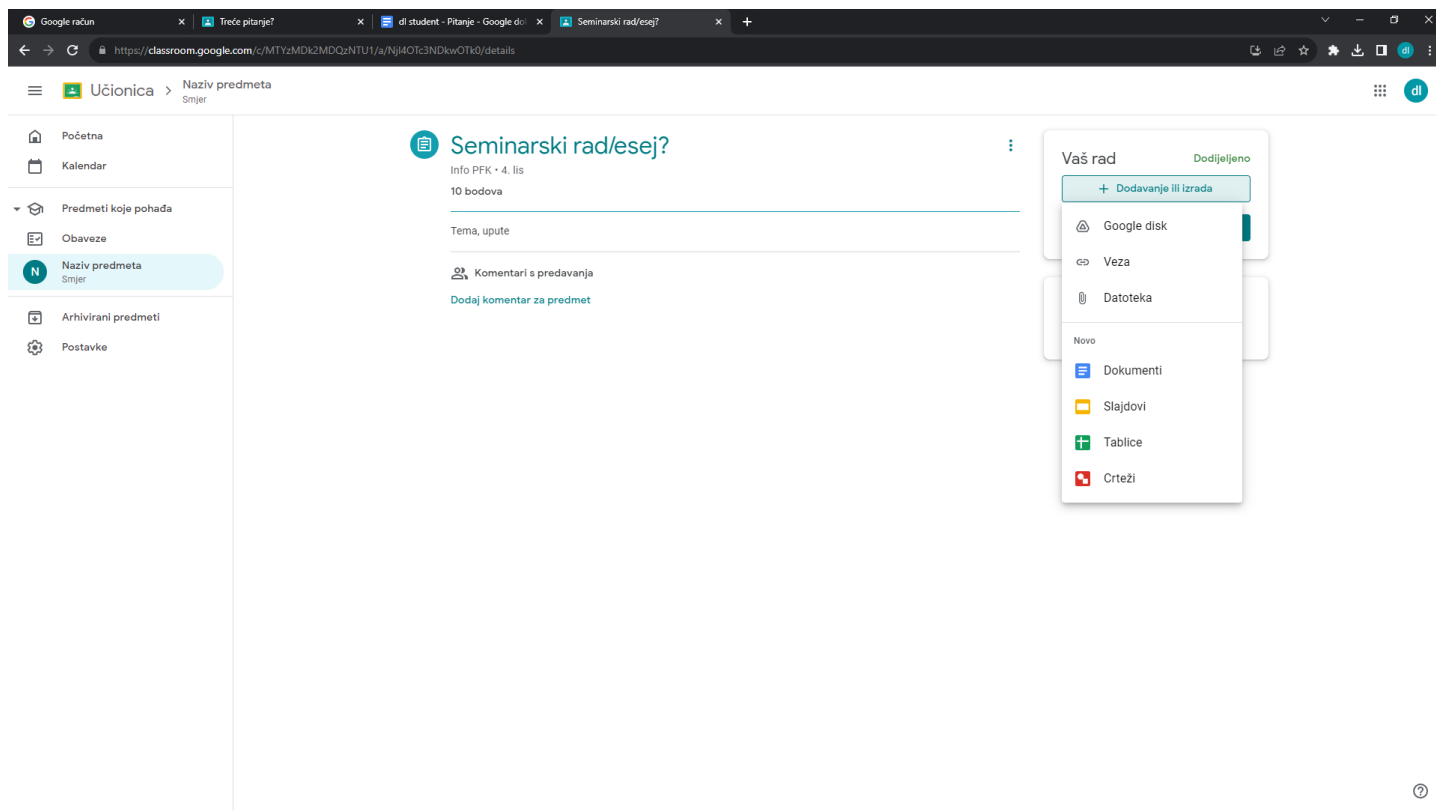 Google račun
Treće pitanje?
dl student - Pitanje - Google do
Seminarski rad/esej?
https://classroom.google.com/c/MTYzMDk2MDQzNTU1/a/NjI4OTc3NDkwOTk0/details
dl
Učionica > Naziv predmeta
Smjer
dl
Početna
Kalendar
Predmeti koje pohađa
Obaveze
N
Naziv predmeta
Smjer
Arhivirani predmeti
Postavke
Seminarski rad/esej?
Info PFK • 4. lis
10 bodova
Tema, upute
Komentari s predavanja
Dodaj komentar za predmet
Vaš rad
Dodijeljeno
+ Dodavanje ili izrada
Google disk
Veza
Datoteka
Novo
Dokumenti
Slajdovi
Tablice
Crteži